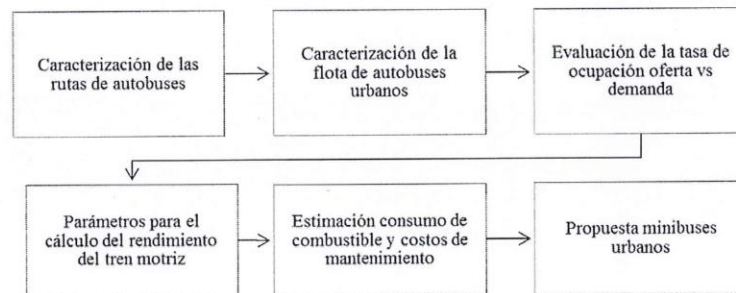 Caracterización de las
rutas de autobuses
Caracterización de la
flota de autobuses
urbanos
Evaluación de la tasa de
ocupación oferta vs
demanda
Parámetros para el
cálculo del rendimiento
del tren motriz
Estimación consumo de
combustible y costos de
mantenimiento
Propuesta minibuses
urbanos